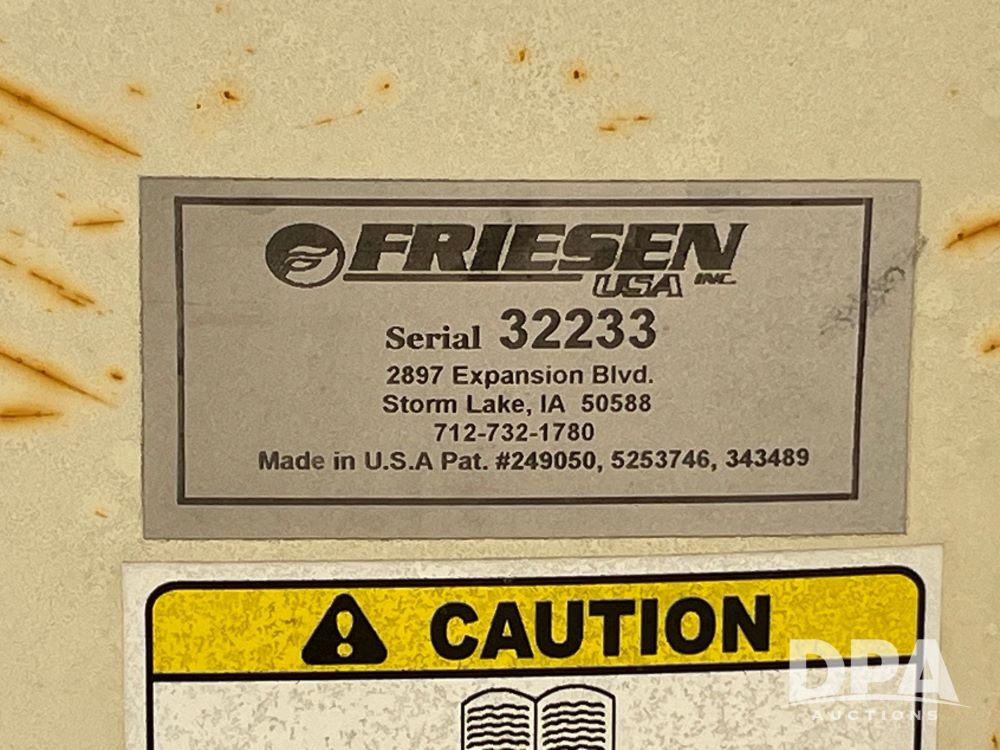 FRIESEN
USA INC.
Serial 32233
2897 Expansion Blvd.
Storm Lake, IA 50588
712-732-1780
Made in U.S.A Pat. #249050, 5253746, 343489
CAUTION
DPA
AUCTIONS